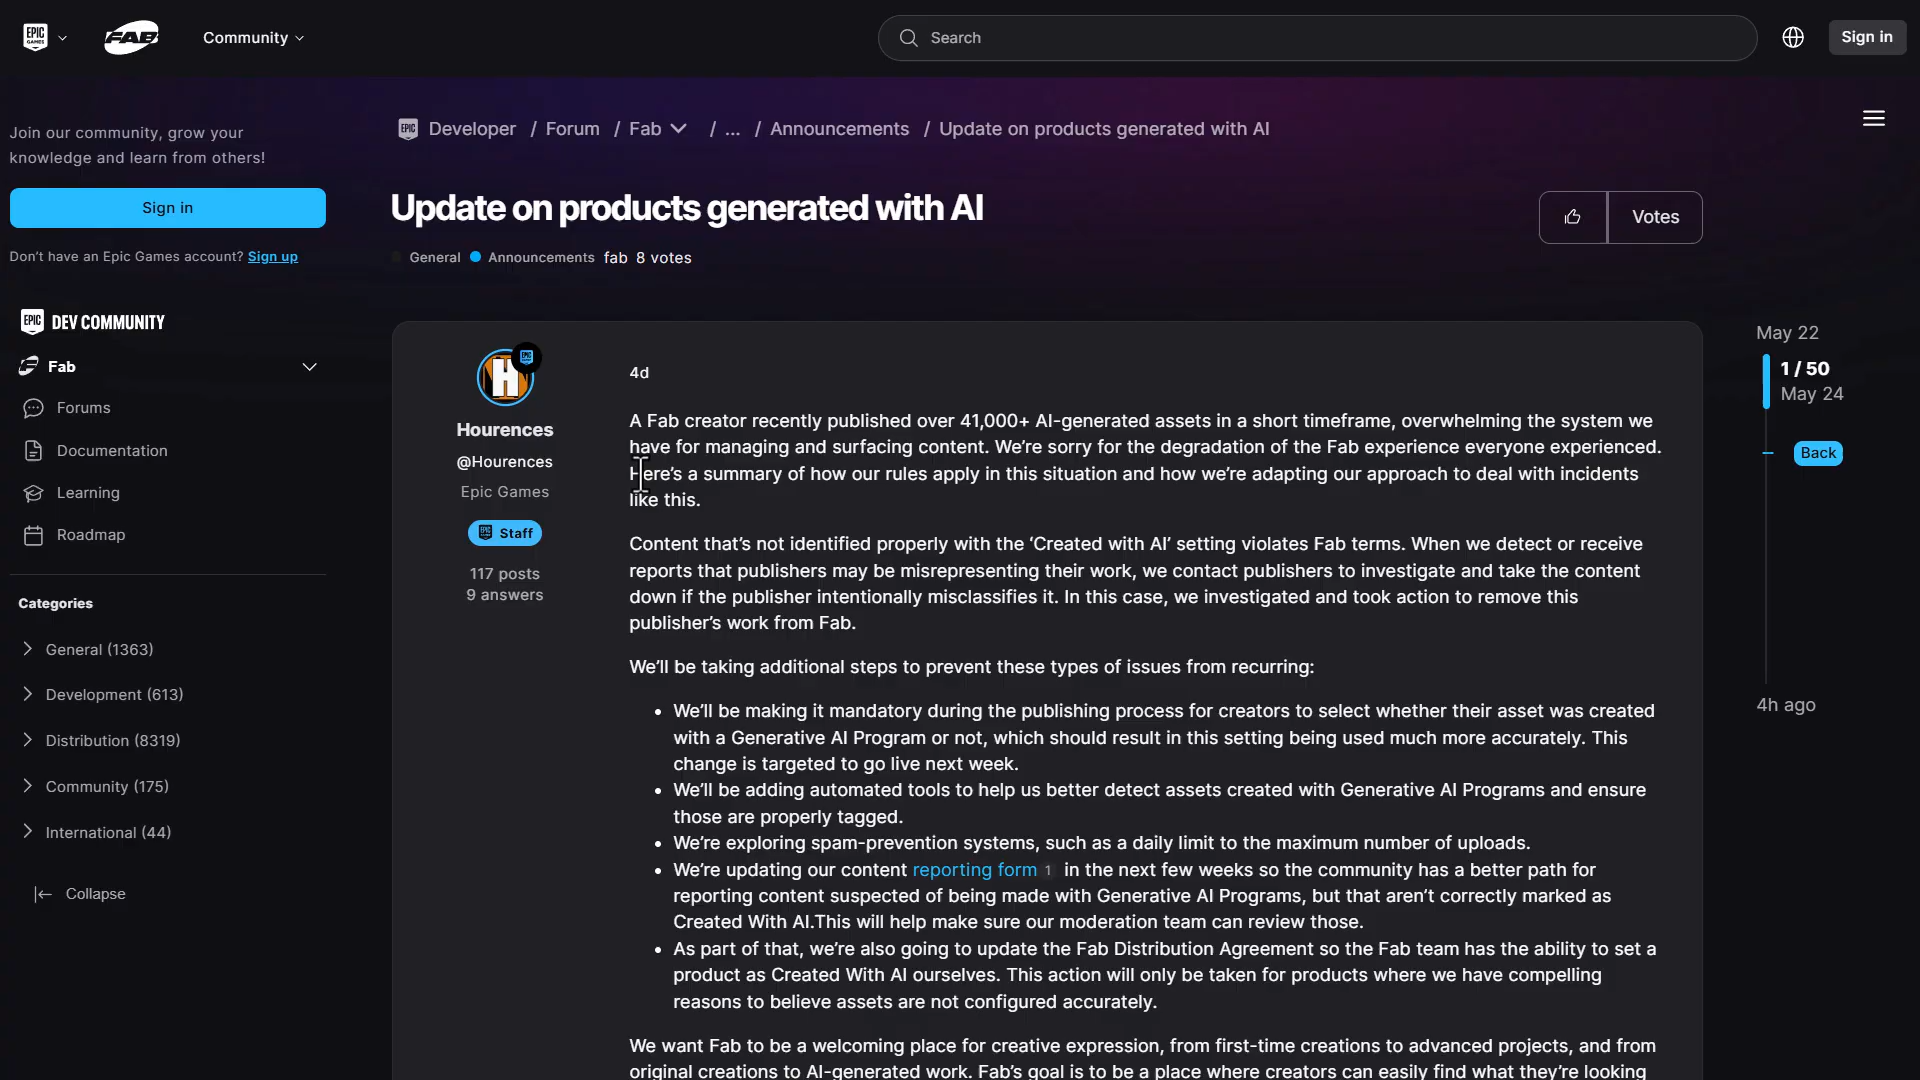 EPIC GAMES
FAB
Community
Search
Sign in
Join our community, grow your
knowledge and learn from others!
Sign in
Don't have an Epic Games account? Sign up
EPIC DEV COMMUNITY
Fab
Forums
Documentation
Learning
Roadmap
Categories
General (1363)
Development (613)
Distribution (8319)
Community (175)
International (44)
Collapse
EPIC Developer / Forum / Fab / ... / Announcements / Update on products generated with AI
Update on products generated with AI
Votes
General Announcements fab 8 votes
H
Hourences
@Hourences
Epic Games
Staff
117 posts
9 answers
4d
A Fab creator recently published over 41,000+ AI-generated assets in a short timeframe, overwhelming the system we
have for managing and surfacing content. We’re sorry for the degradation of the Fab experience everyone experienced.
Here’s a summary of how our rules apply in this situation and how we’re adapting our approach to deal with incidents
like this.
Content that’s not identified properly with the ‘Created with AI’ setting violates Fab terms. When we detect or receive
reports that publishers may be misrepresenting their work, we contact publishers to investigate and take the content
down if the publisher intentionally misclassifies it. In this case, we investigated and took action to remove this
publisher’s work from Fab.
We’ll be taking additional steps to prevent these types of issues from recurring:
• We’ll be making it mandatory during the publishing process for creators to select whether their asset was created
with a Generative AI Program or not, which should result in this setting being used much more accurately. This
change is targeted to go live next week.
• We’ll be adding automated tools to help us better detect assets created with Generative AI Programs and ensure
those are properly tagged.
• We’re exploring spam-prevention systems, such as a daily limit to the maximum number of uploads.
• We’re updating our content reporting form 1 in the next few weeks so the community has a better path for
reporting content suspected of being made with Generative AI Programs, but that aren’t correctly marked as
Created With AI.This will help make sure our moderation team can review those.
• As part of that, we’re also going to update the Fab Distribution Agreement so the Fab team has the ability to set a
product as Created With AI ourselves. This action will only be taken for products where we have compelling
reasons to believe assets are not configured accurately.
We want Fab to be a welcoming place for creative expression, from first-time creations to advanced projects, and from
original creations to AI-generated work. Fab’s goal is to be a place where creators can easily find what they’re looking
May 22
1 / 50
May 24
Back
4h ago